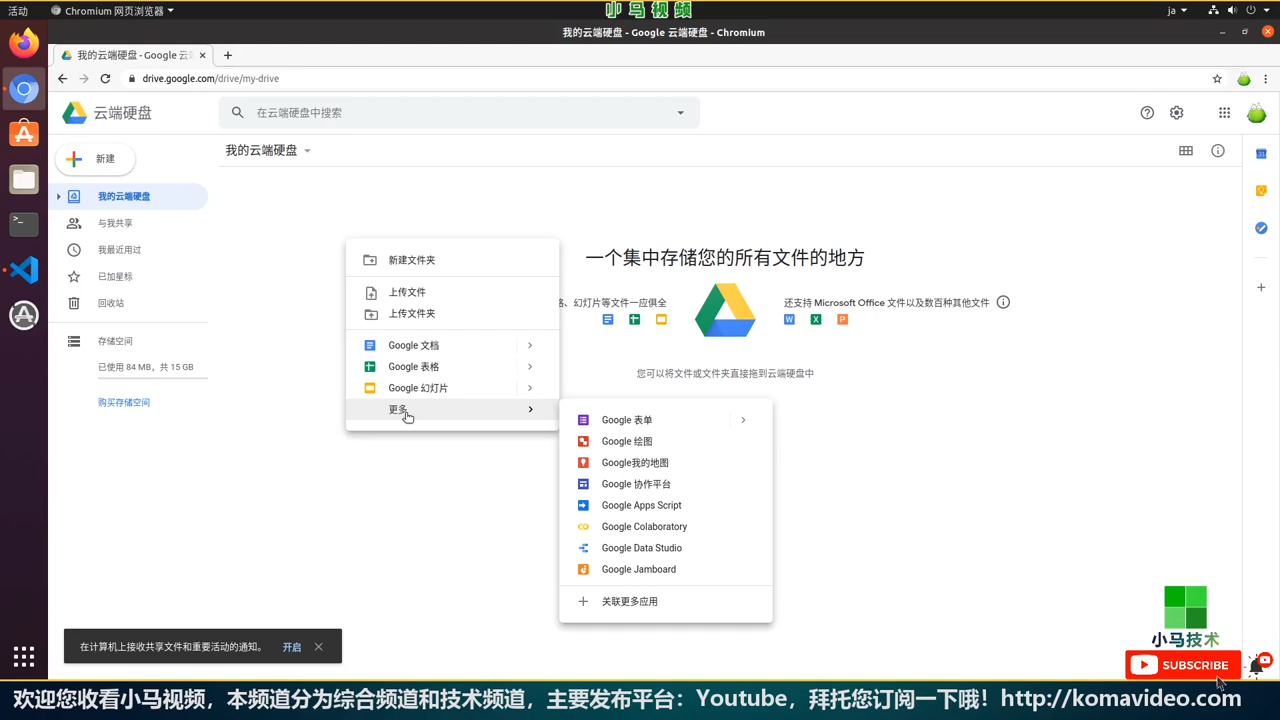 活动
Chromium 网页浏览器
小马视频
ja
我的云端硬盘 - Google 云端硬盘 - Chromium
我的云端硬盘 - Google 云
drive.google.com/drive/my-drive
云端硬盘
在云端硬盘中搜索
新建
我的云端硬盘
我的云端硬盘
与我共享
我最近用过
已加星标
回收站
存储空间
已使用 84 MB，共 15 GB
购买存储空间
新建文件夹
上传文件
上传文件夹
Google 文档
Google 表格
Google 幻灯片
更多
Google 表单
Google 绘图
Google我的地图
Google 协作平台
Google Apps Script
Google Colaboratory
Google Data Studio
Google Jamboard
关联更多应用
一个集中存储您的所有文件的地方
、幻灯片等文件一应俱全
还支持 Microsoft Office 文件以及数百种其他文件
W X P
您可以将文件或文件夹直接拖到云端硬盘中
在计算机上接收共享文件和重要活动的通知。 开启
小马技术
SUBSCRIBE
欢迎您收看小马视频，本频道分为综合频道和技术频道，主要发布平台：Youtube，拜托您订阅一下哦！http://komavideo.com